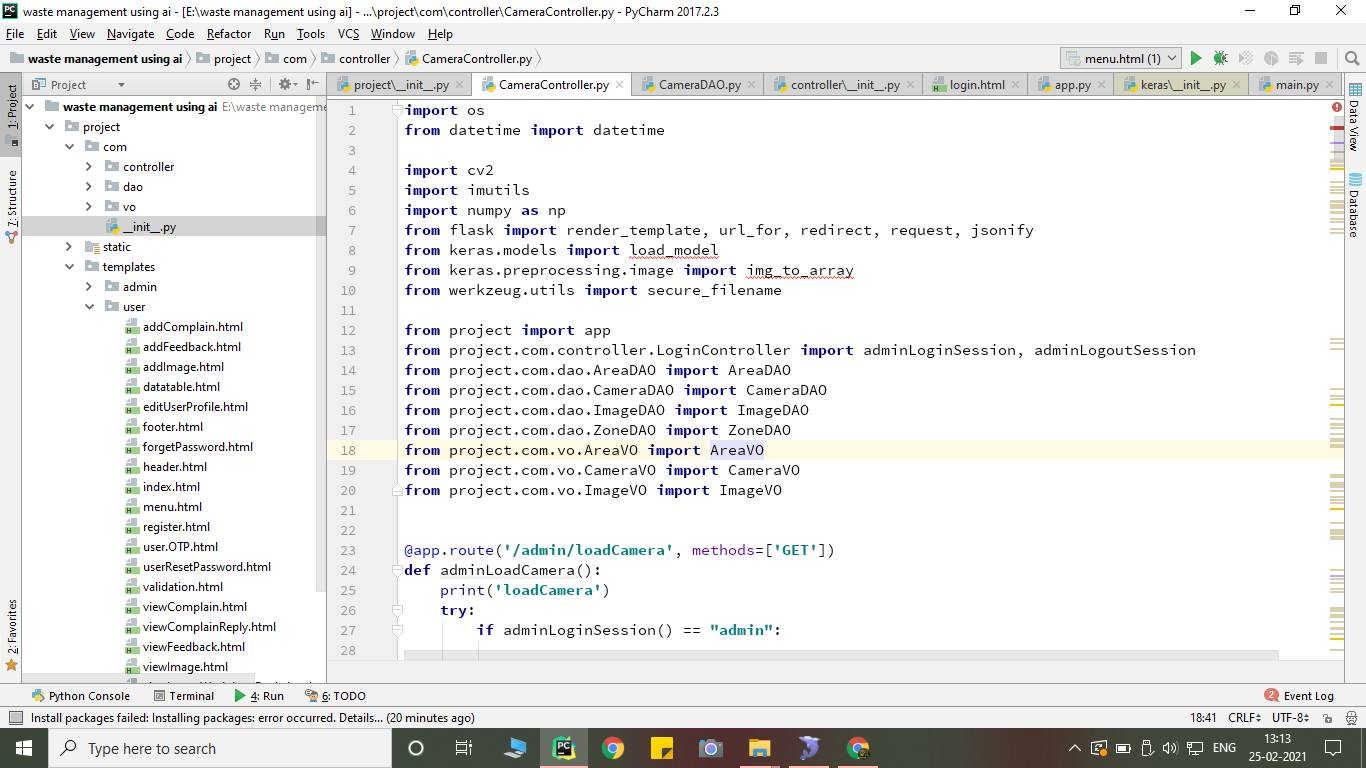 waste management using ai - [E:\waste management using ai] - ...\project\com\controller\CameraController.py - PyCharm 2017.2.3
File Edit View Navigate Code Refactor Run Tools VCS Window Help
waste management using ai project com controller CameraController.py menu.html (1)
Project project\__init__.py CameraController.py CameraDAO.py controller\__init__.py login.html app.py keras\__init__.py main.py
1: Project
7: Structure
2: Favorites
waste management using ai E:\waste manageme
project
com
controller
dao
vo
__init__.py
static
templates
admin
user
addComplain.html
addFeedback.html
addImage.html
datatable.html
editUserProfile.html
footer.html
forgetPassword.html
header.html
index.html
menu.html
register.html
user.OTP.html
userResetPassword.html
validation.html
viewComplain.html
viewComplainReply.html
viewFeedback.html
viewImage.html
1 import os
2 from datetime import datetime
3
4 import cv2
5 import imutils
6 import numpy as np
7 from flask import render_template, url_for, redirect, request, jsonify
8 from keras.models import load_model
9 from keras.preprocessing.image import img_to_array
10 from werkzeug.utils import secure_filename
11
12 from project import app
13 from project.com.controller.LoginController import adminLoginSession, adminLogoutSession
14 from project.com.dao.AreaDAO import AreaDAO
15 from project.com.dao.CameraDAO import CameraDAO
16 from project.com.dao.ImageDAO import ImageDAO
17 from project.com.dao.ZoneDAO import ZoneDAO
18 from project.com.vo.AreaVO import AreaVO
19 from project.com.vo.CameraVO import CameraVO
20 from project.com.vo.ImageVO import ImageVO
21
22
23 @app.route('/admin/loadCamera', methods=['GET'])
24 def adminLoadCamera():
25 print('loadCamera')
26 try:
27 if adminLoginSession() == "admin":
28
Data View
Database
Python Console Terminal 4: Run 6: TODO 2 Event Log
Install packages failed: Installing packages: error occurred. Details... (20 minutes ago) 18:41 CRLF UTF-8
Type here to search ENG 13:13
25-02-2021